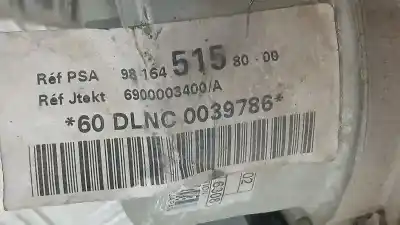 Réf PSA 98 164 515 80-00
Réf Jtekt 6900003400/A
*60 DLNC 0039786*